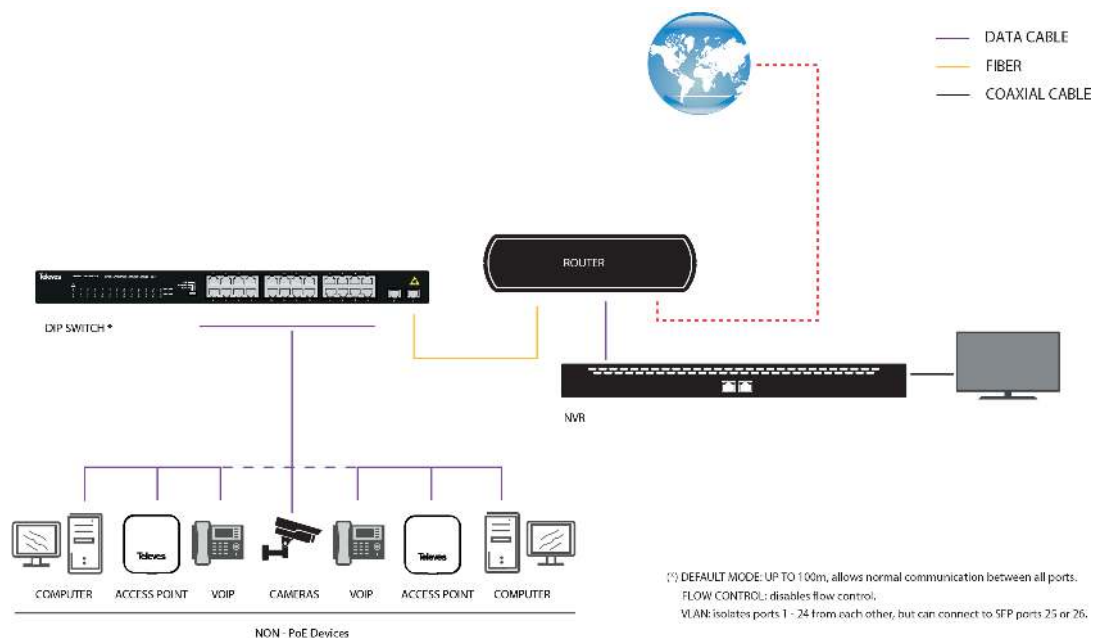 DATA CABLE
FIBER
COAXIAL CABLE
ROUTER
Televes
DIP SWITCH *
NVR
Televes
Televes
COMPUTER ACCESS POINT VOIP CAMERAS VOIP ACCESS POINT COMPUTER
NON - PoE Devices
(*) DEFAULT MODE: UP TO 100m, allows normal communication between all ports.
FLOW CONTROL: disables flow control.
VLAN: isolates ports 1 - 24 from each other, but can connect to SFP ports 25 or 26.